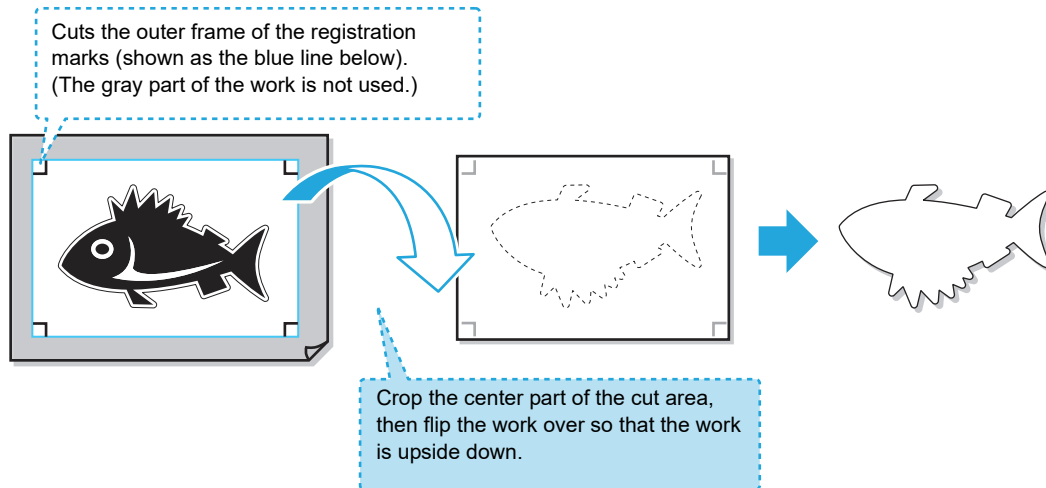 Cuts the outer frame of the registration
marks (shown as the blue line below).
(The gray part of the work is not used.)
Crop the center part of the cut area,
then flip the work over so that the work
is upside down.